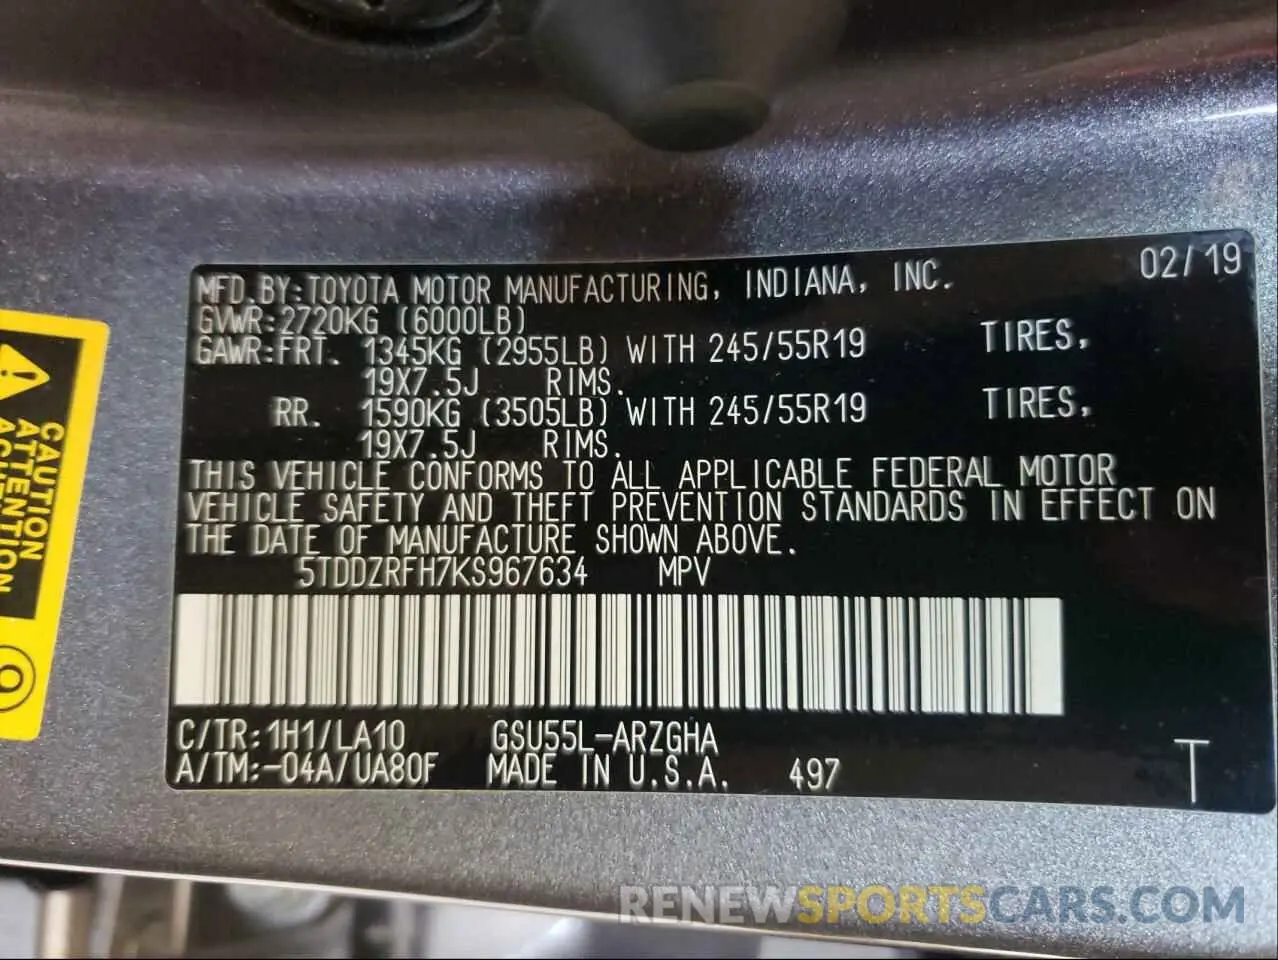 MFD.BY:TOYOTA MOTOR MANUFACTURING, INDIANA, INC. 02/19
GVWR:2720KG (6000LB)
GAWR:FRT. 1345KG (2955LB) WITH 245/55R19 TIRES,
19X7.5J RIMS.
RR. 1590KG (3505LB) WITH 245/55R19 TIRES,
19X7.5J RIMS.
THIS VEHICLE CONFORMS TO ALL APPLICABLE FEDERAL MOTOR
VEHICLE SAFETY AND THEFT PREVENTION STANDARDS IN EFFECT ON
THE DATE OF MANUFACTURE SHOWN ABOVE.
5TDDZRFH7KS967634 MPV
C/TR:1H1/LA10 GSU55L-ARZGHA
A/TM:-04A/UA80F MADE IN U.S.A. 497 T
CAUTION
ATTENTION
ACHTUNG
RENEWSPORTSCARS.COM